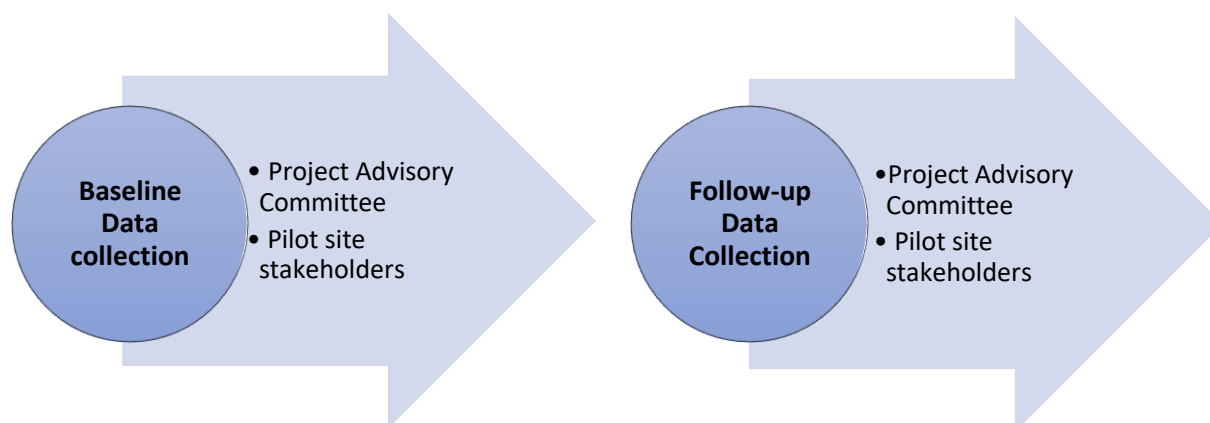 Baseline
Data
collection
• Project Advisory
Committee
• Pilot site
stakeholders
Follow-up
Data
Collection
•Project Advisory
Committee
• Pilot site
stakeholders